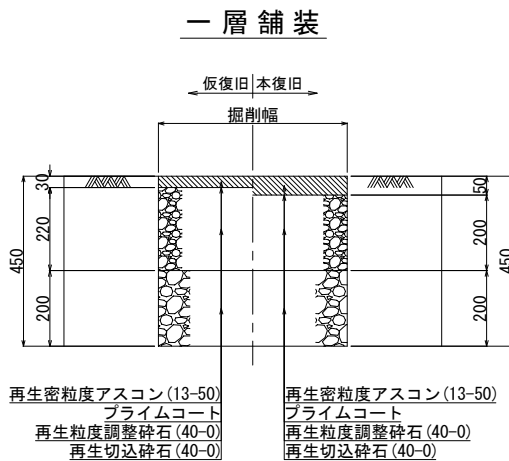 一層舗装
仮復旧 本復旧
掘削幅
30
220
200
450
50
200
200
450
再生密粒度アスコン(13-50)
プライムコート
再生粒度調整砕石(40-0)
再生切込砕石(40-0)
再生密粒度アスコン(13-50)
プライムコート
再生粒度調整砕石(40-0)
再生切込砕石(40-0)